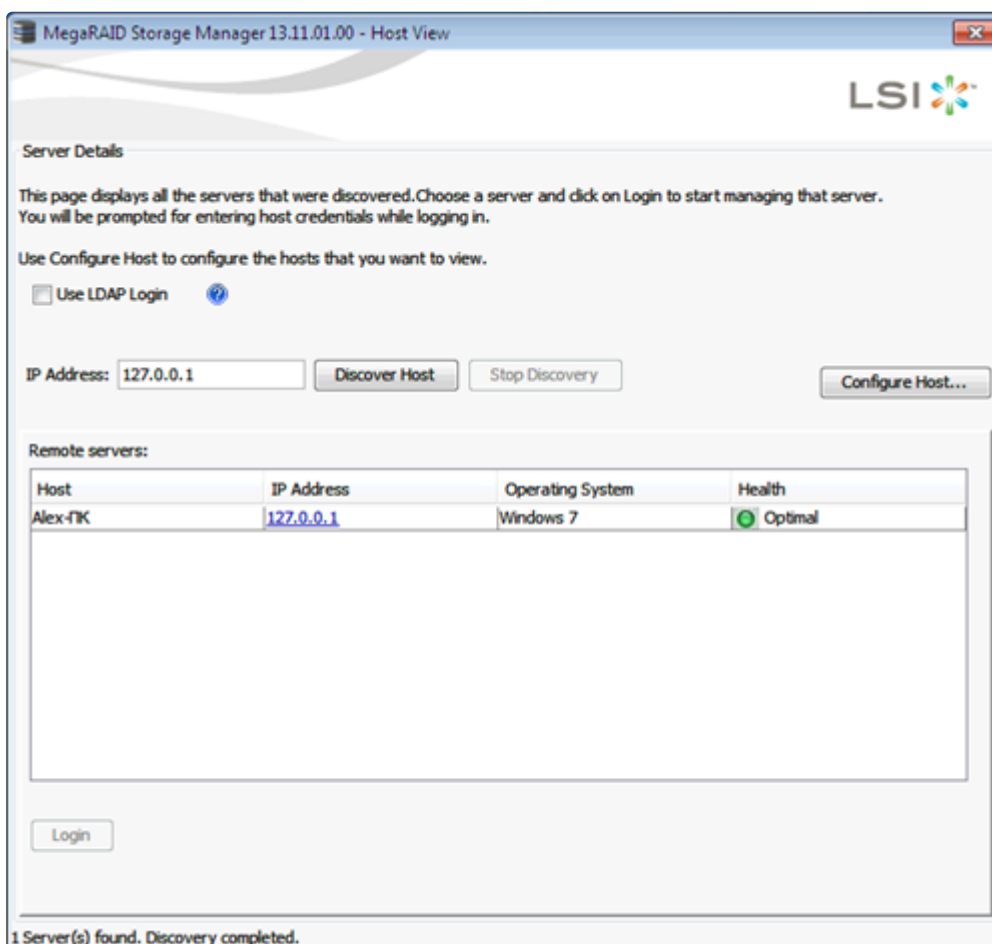 MegaRAID Storage Manager 13.11.01.00 - Host View
LSI
Server Details
This page displays all the servers that were discovered.Choose a server and click on Login to start managing that server.
You will be prompted for entering host credentials while logging in.
Use Configure Host to configure the hosts that you want to view.
Use LDAP Login
IP Address: 127.0.0.1 Discover Host Stop Discovery Configure Host...
Remote servers:
Host IP Address Operating System Health
Alex-ПК 127.0.0.1 Windows 7 Optimal
Login
1 Server(s) found. Discovery completed.